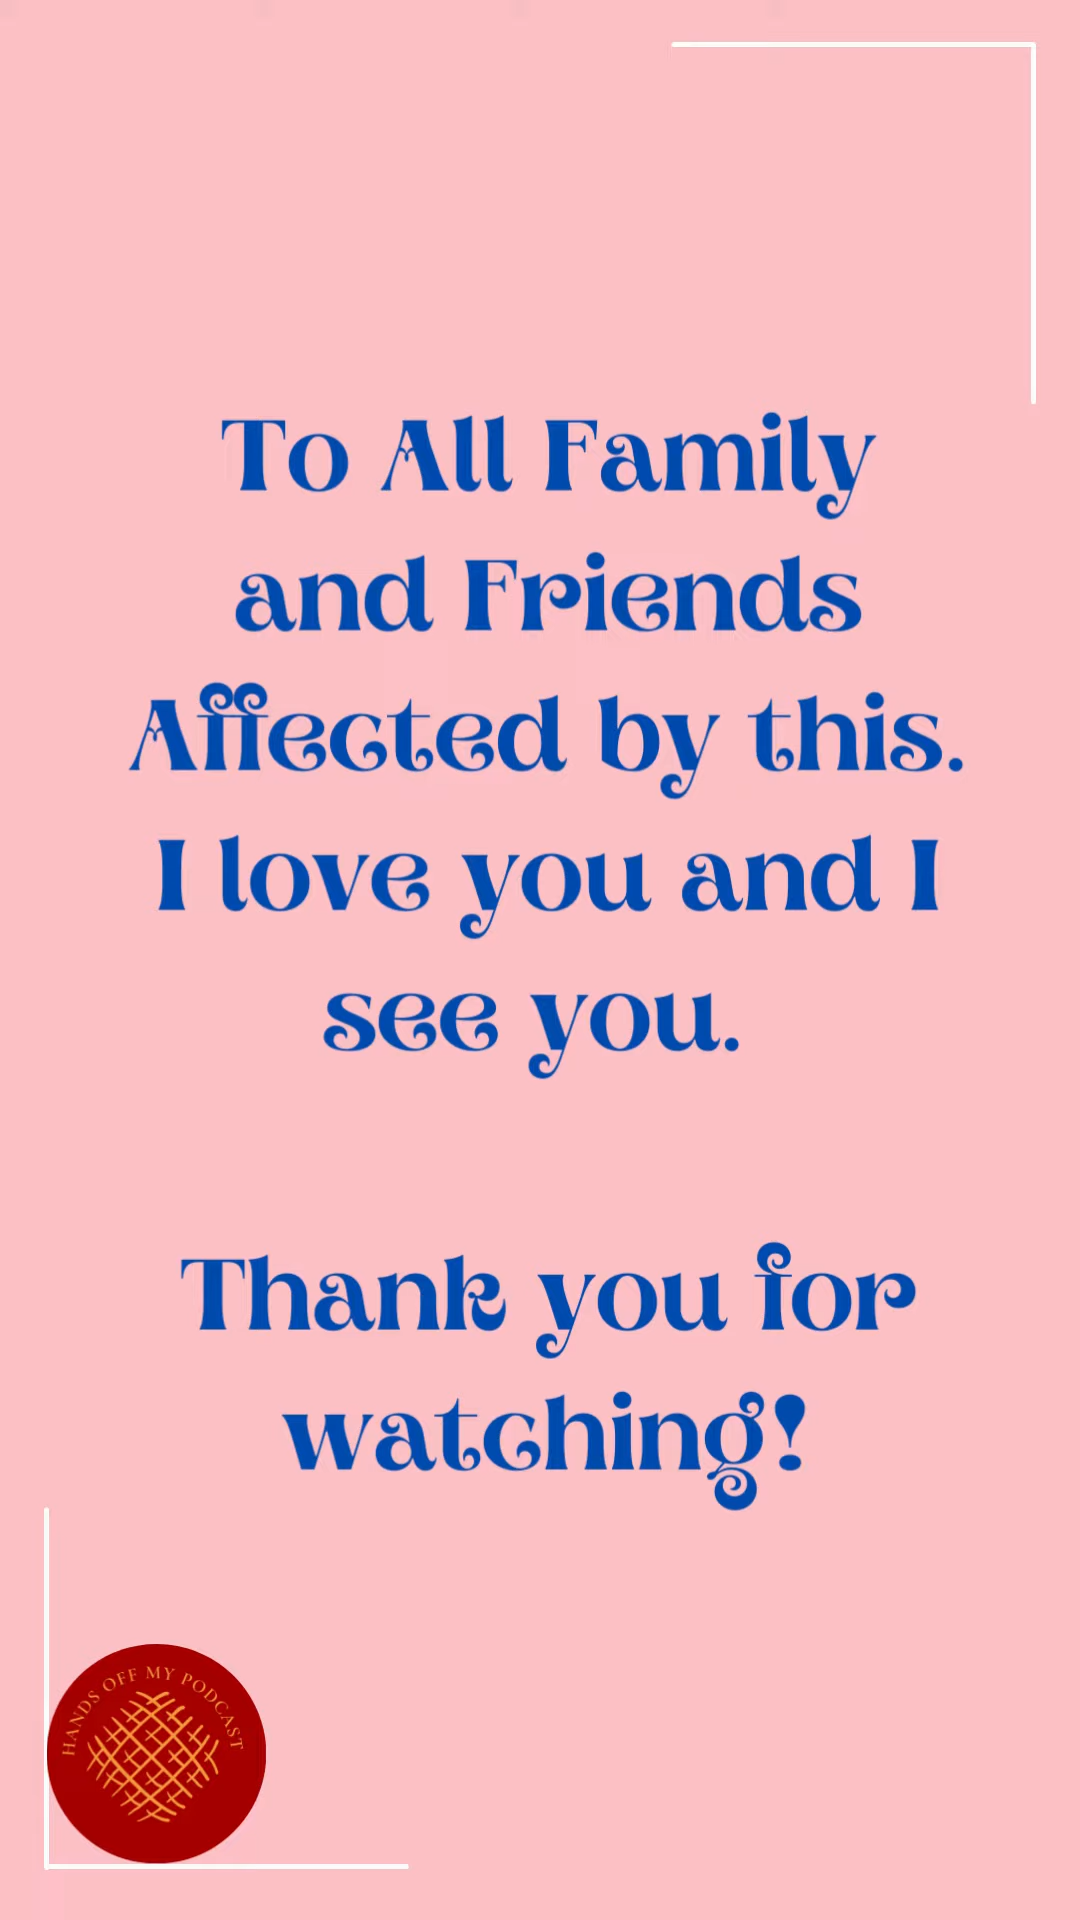 To All Family
and Friends
Affected by this.
I love you and I
see you.
Thank you for
watching!
HANDS OFF MY PODCAST